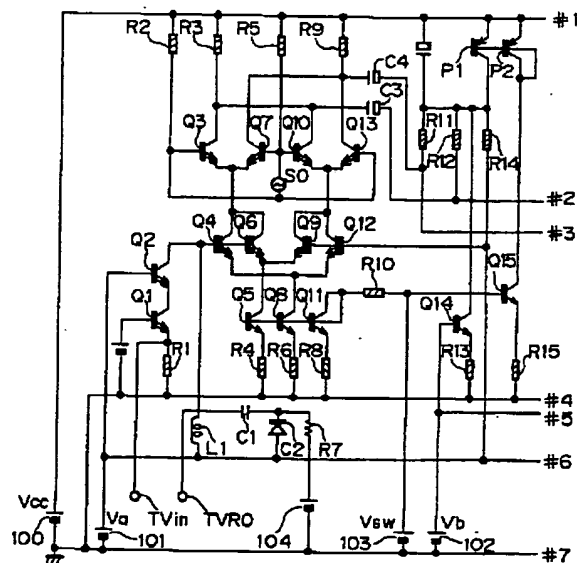 #1
R2 R3 R5 R9
C4
P1 P2
C3
Q3 Q7 Q10 Q13
R11
R12 R14
SO
#2
#3
Q4 Q6 Q9 Q12
Q2
R10
Q15
Q1
Q5 Q8 Q11
Q14
R1
R4 R6 R8
R13 R15
#4
#5
C1
L1 C2 R7
#6
Vcc
100
Va
101
TVin TVRO
104
Vsw
103
Vb
102
#7